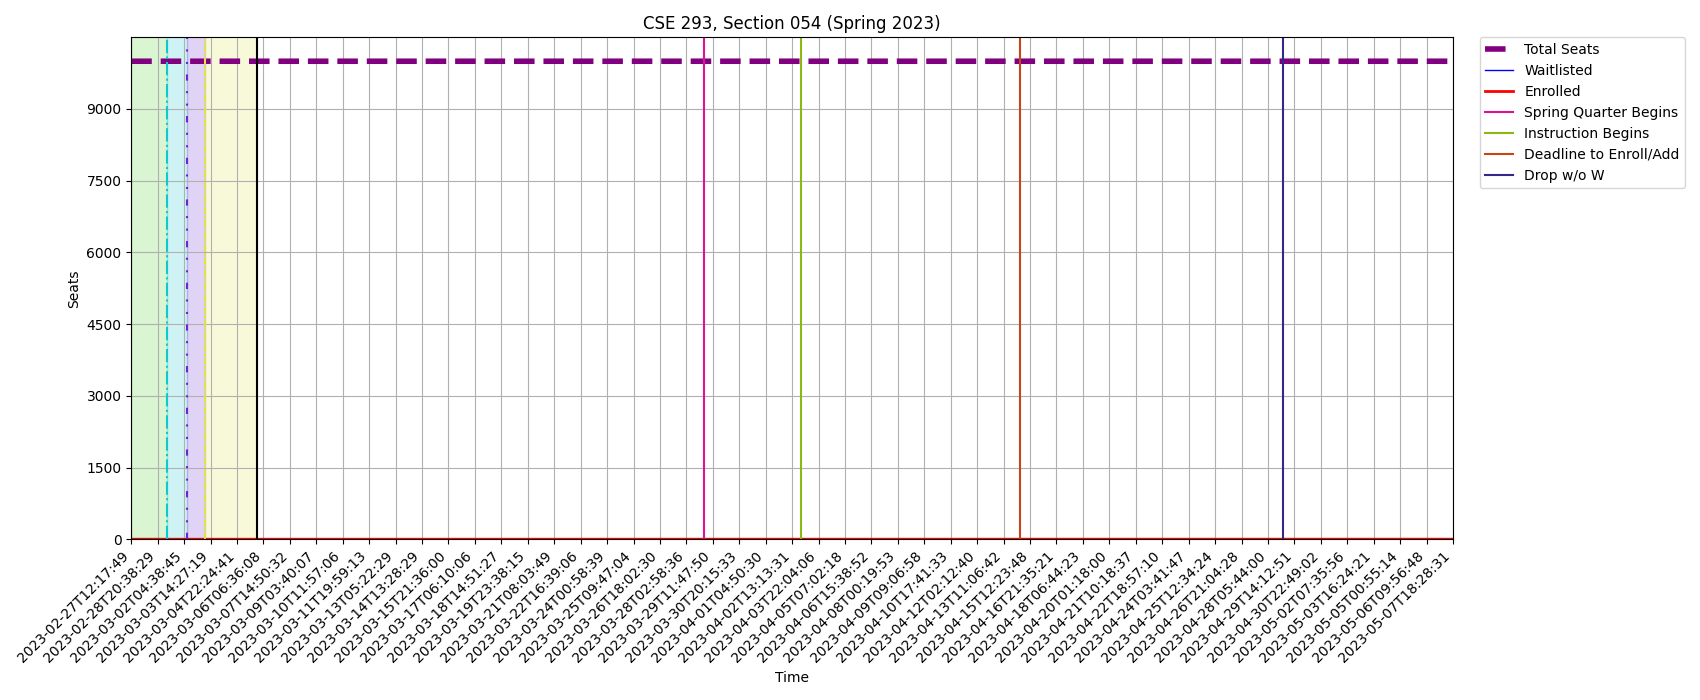 CSE 293, Section 054 (Spring 2023)
Total Seats
Waitlisted
Enrolled
Spring Quarter Begins
Instruction Begins
Deadline to Enroll/Add
Drop w/o W
Seats
9000
7500
6000
4500
3000
1500
0
2023-02-27T12:17:49
2023-02-28T20:38:29
2023-03-02T04:38:45
2023-03-03T14:27:19
2023-03-04T22:24:41
2023-03-06T06:36:08
2023-03-07T14:50:32
2023-03-09T03:40:07
2023-03-10T11:57:06
2023-03-11T19:59:13
2023-03-13T05:22:29
2023-03-14T13:28:29
2023-03-15T21:36:00
2023-03-17T06:10:06
2023-03-18T14:51:27
2023-03-19T23:38:15
2023-03-21T08:03:49
2023-03-22T16:39:06
2023-03-24T00:58:39
2023-03-25T09:47:04
2023-03-26T18:02:30
2023-03-28T02:58:36
2023-03-29T11:47:50
2023-03-30T20:15:33
2023-04-01T04:50:30
2023-04-02T13:13:31
2023-04-03T22:04:06
2023-04-05T07:02:18
2023-04-06T15:38:52
2023-04-08T00:19:53
2023-04-09T09:06:58
2023-04-10T17:41:33
2023-04-12T02:12:40
2023-04-13T11:06:42
2023-04-15T12:23:48
2023-04-16T21:35:21
2023-04-18T06:44:23
2023-04-20T01:18:00
2023-04-21T10:18:37
2023-04-22T18:57:10
2023-04-24T03:41:47
2023-04-25T12:34:24
2023-04-26T21:04:28
2023-04-28T05:44:00
2023-04-29T14:12:51
2023-04-30T22:49:02
2023-05-02T07:35:56
2023-05-03T16:24:21
2023-05-05T00:55:14
2023-05-06T09:56:48
2023-05-07T18:28:31
Time